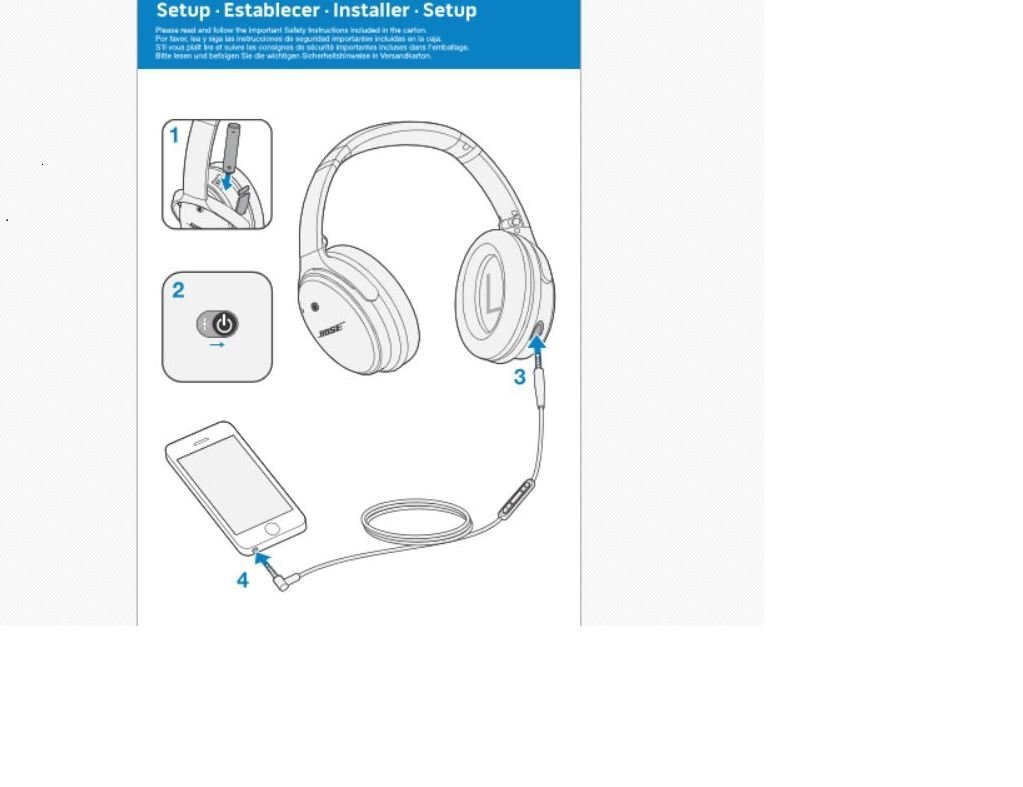 Setup · Establecer · Installer · Setup
Please read and follow the Important Safety Instructions included in the carton.
Por favor, lea y siga las instrucciones de seguridad importantes incluidas en la caja.
S'il vous plaît lire et suivre les consignes de sécurité importantes incluses dans l'emballage.
Bitte lesen und befolgen Sie die wichtigen Sicherheitshinweise in Versandkarton.
1
2
BOSE
L
3
4